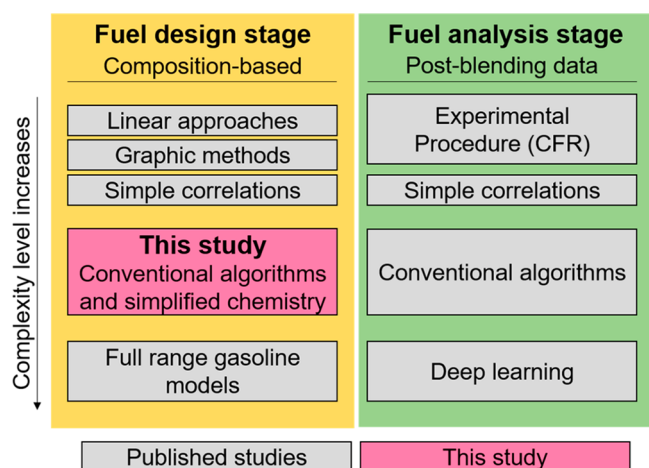 Fuel design stage
Composition-based
Linear approaches
Graphic methods
Simple correlations
This study
Conventional algorithms
and simplified chemistry
Full range gasoline
models
Fuel analysis stage
Post-blending data
Experimental
Procedure (CFR)
Simple correlations
Conventional algorithms
Deep learning
Complexity level increases
Published studies
This study